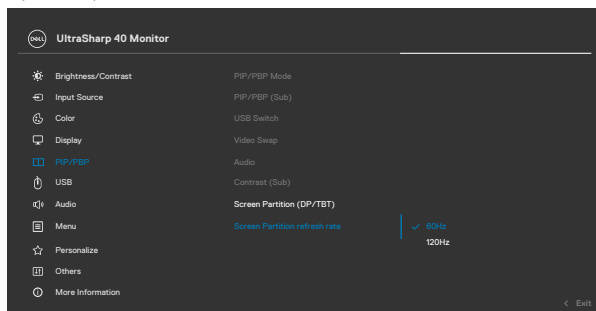 DELL UltraSharp 40 Monitor
Brightness/Contrast PIP/PBP Mode
Input Source PIP/PBP (Sub)
Color USB Switch
Display Video Swap
PIP/PBP Audio
USB Contrast (Sub)
Audio Screen Partition (DP/TBT)
Menu Screen Partition refresh rate 60Hz
120Hz
Personalize
Others
More Information
Exit